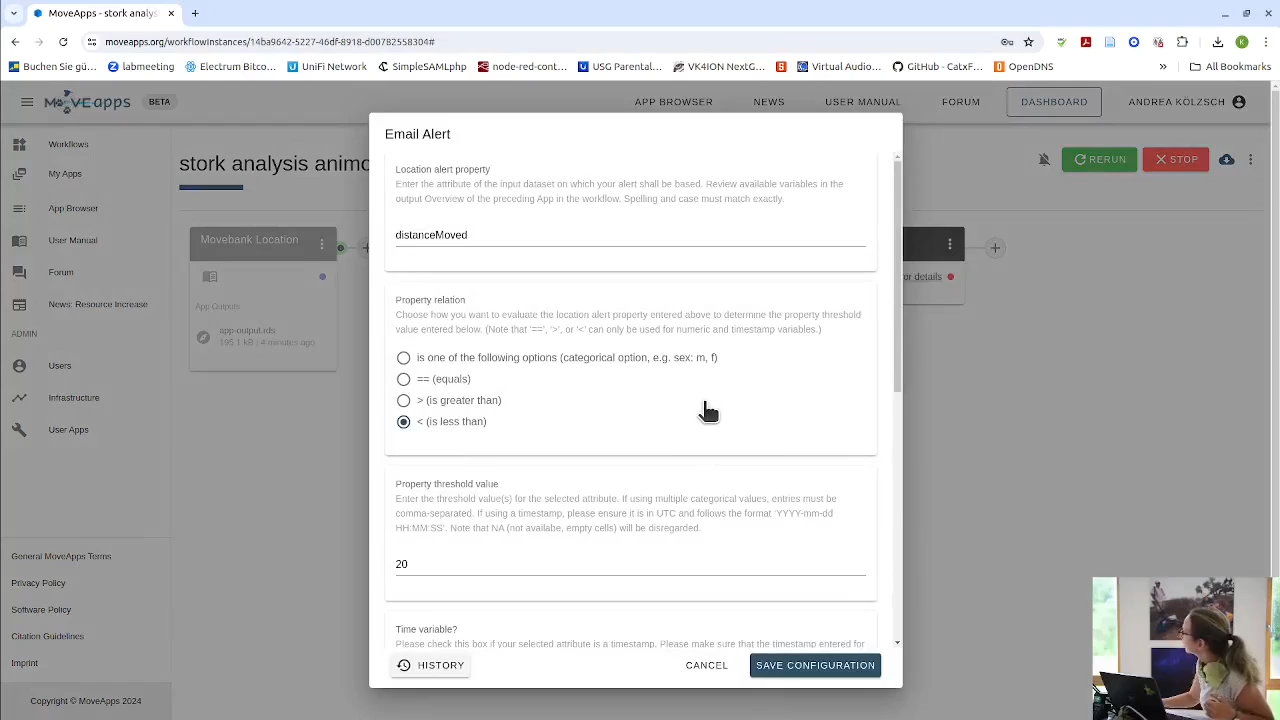 MoveApps - stork analys
moveapps.org/workflowInstances/14ba9642-5227-46df-8918-d00782558304#
Buchen Sie gü...
labmeeting
Electrum Bitco...
UniFi Network
SimpleSAMLphp
node-red-cont...
USG Parental...
VK4ION NextG...
Virtual Audio...
GitHub - CatxF...
OpenDNS
»
All Bookmarks
MOVEapps
BETA
APP BROWSER
NEWS
USER MANUAL
FORUM
DASHBOARD
ANDREA KÖLZSCH
Workflows
My Apps
App Browser
User Manual
Forum
News: Resource Increase
ADMIN
Users
Infrastructure
User Apps
General MoveApps Terms
Privacy Policy
Software Policy
Citation Guidelines
Imprint
Copyright © MoveApps 2024
stork analysis animo
RERUN
STOP
Movebank Location
App Outputs
app-output.rds
195.1 kB | 4 minutes ago
or details
Email Alert
Location alert property
Enter the attribute of the input dataset on which your alert shall be based. Review available variables in the
output Overview of the preceding App in the workflow. Spelling and case must match exactly.
distanceMoved
Property relation
Choose how you want to evaluate the location alert property entered above to determine the property threshold
value entered below. (Note that '==', '>', or '<' can only be used for numeric and timestamp variables.)
is one of the following options (categorical option, e.g. sex: m, f)
== (equals)
> (is greater than)
< (is less than)
Property threshold value
Enter the threshold value(s) for the selected attribute. If using multiple categorical values, entries must be
comma-separated. If using a timestamp, please ensure it is in UTC and follows the format 'YYYY-mm-dd
HH:MM:SS'. Note that NA (not availabe, empty cells) will be disregarded.
20
Time variable?
Please check this box if your selected attribute is a timestamp. Please make sure that the timestamp entered for
HISTORY
CANCEL
SAVE CONFIGURATION